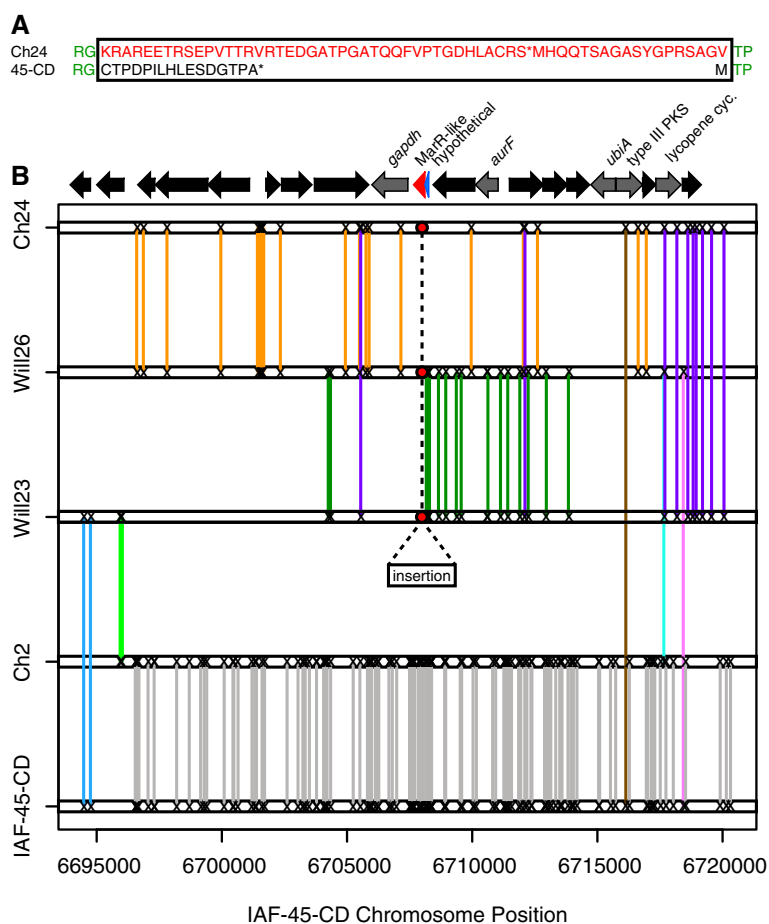 A
Ch24 RG KRAREETRSEPVTTRVRTEDGATPGATQQFVPTGDHLACRS*MHQQTSAGASYGPRSAGV TP
45-CD RG CTPDPILHLESDGTPA* M TP
gapdh
MarR-like
hypothetical
aurF
ubiA
type III PKS
lycopene cyc.
B
Ch24
Will26
Will23
insertion
Ch2
IAF-45-CD
6695000 6700000 6705000 6710000 6715000 6720000
IAF-45-CD Chromosome Position